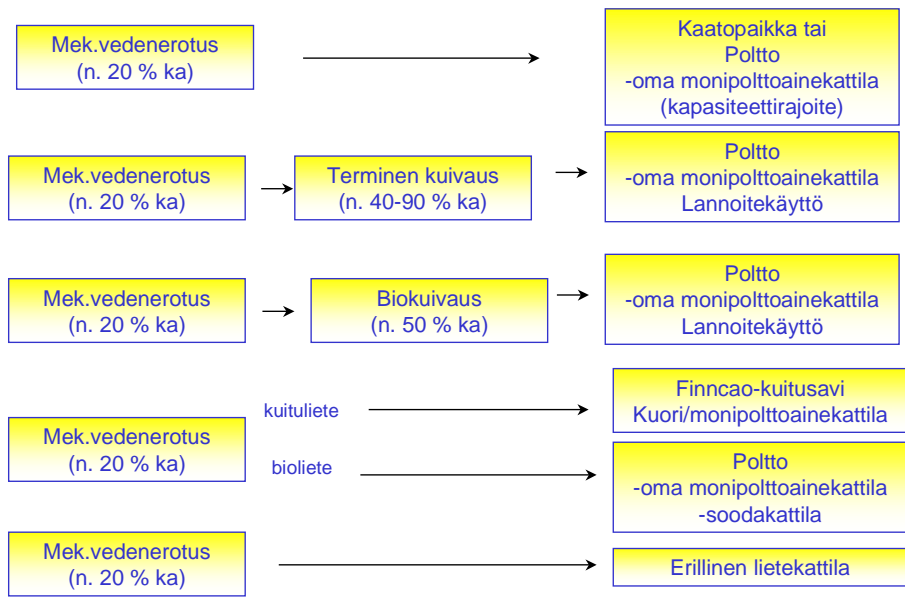 Mek.vedenerotus
(n. 20 % ka)
Kaatopaikka tai
Poltto
-oma monipolttoainekattila
(kapasiteettirajoite)
Mek.vedenerotus
(n. 20 % ka)
Terminen kuivaus
(n. 40-90 % ka)
Poltto
-oma monipolttoainekattila
Lannoitekäyttö
Mek.vedenerotus
(n. 20 % ka)
Biokuivaus
(n. 50 % ka)
Poltto
-oma monipolttoainekattila
Lannoitekäyttö
Mek.vedenerotus
(n. 20 % ka)
kuituliete
Finncao-kuitusavi
Kuori/monipolttoainekattila
bioliete
Poltto
-oma monipolttoainekattila
-soodakattila
Mek.vedenerotus
(n. 20 % ka)
Erillinen lietekattila